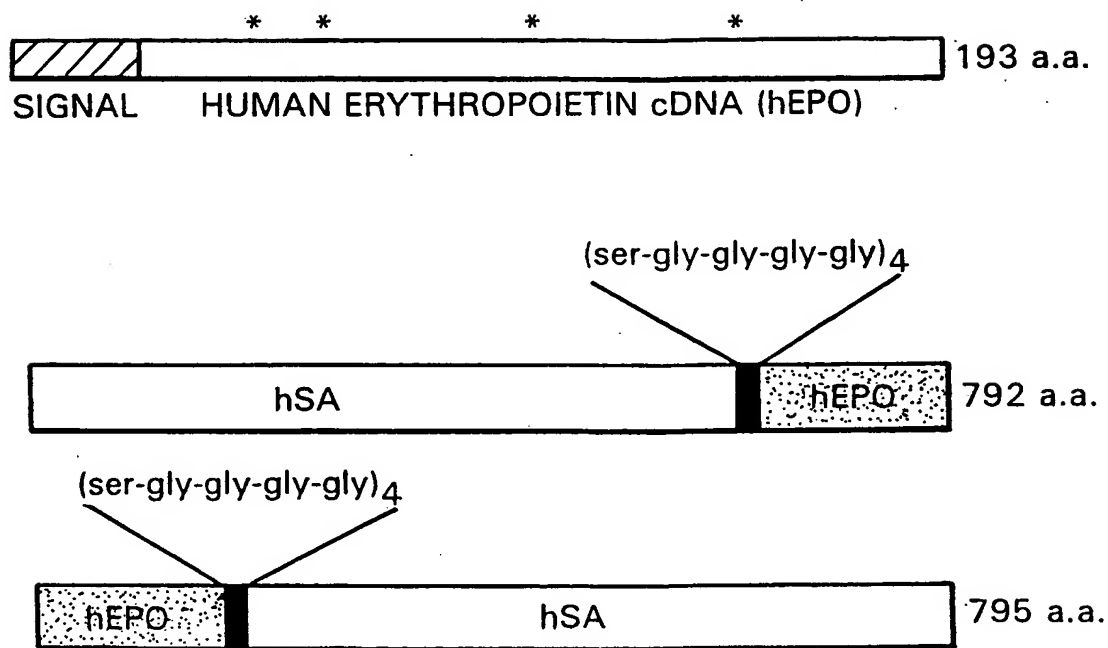 * * * *
193 a.a.
SIGNAL HUMAN ERYTHROPOIETIN cDNA (hEPO)
(ser-gly-gly-gly-gly)4
hSA hEPO 792 a.a.
(ser-gly-gly-gly-gly)4
hEPO hSA 795 a.a.